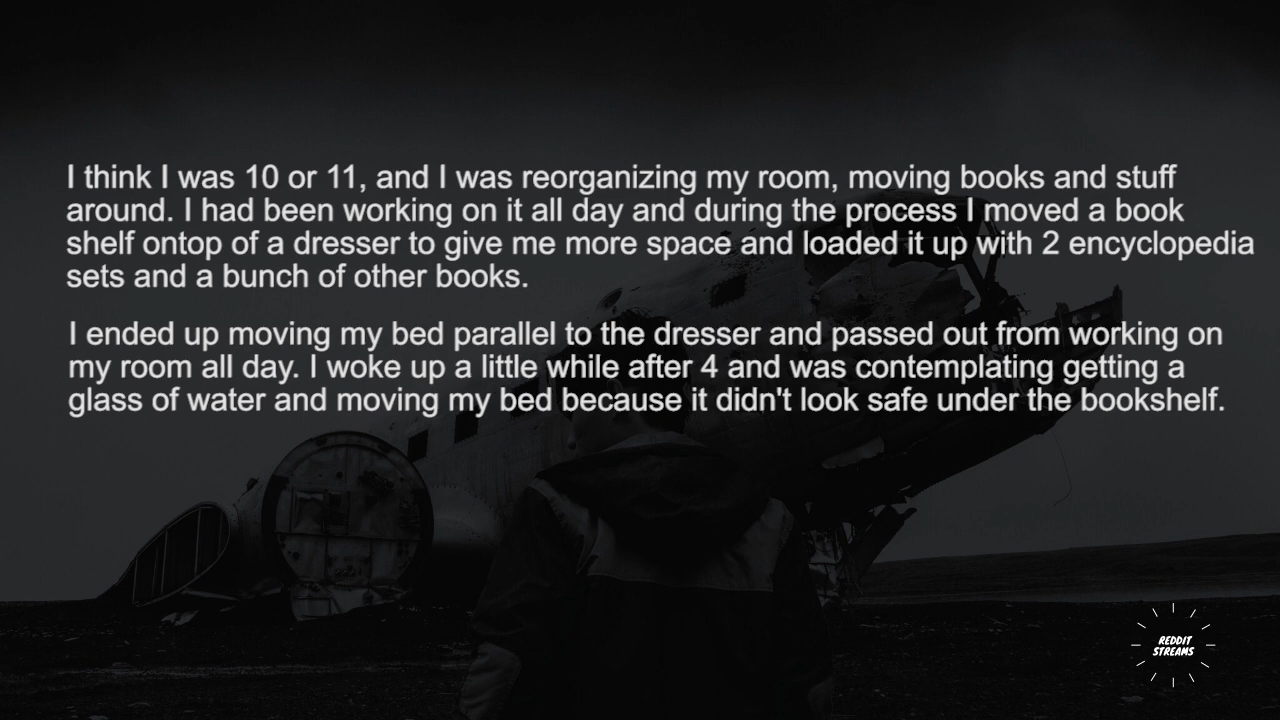 I think I was 10 or 11, and I was reorganizing my room, moving books and stuff
around. I had been working on it all day and during the process I moved a book
shelf ontop of a dresser to give me more space and loaded it up with 2 encyclopedia
sets and a bunch of other books.
I ended up moving my bed parallel to the dresser and passed out from working on
my room all day. I woke up a little while after 4 and was contemplating getting a
glass of water and moving my bed because it didn't look safe under the bookshelf.
REDDIT
STREAMS